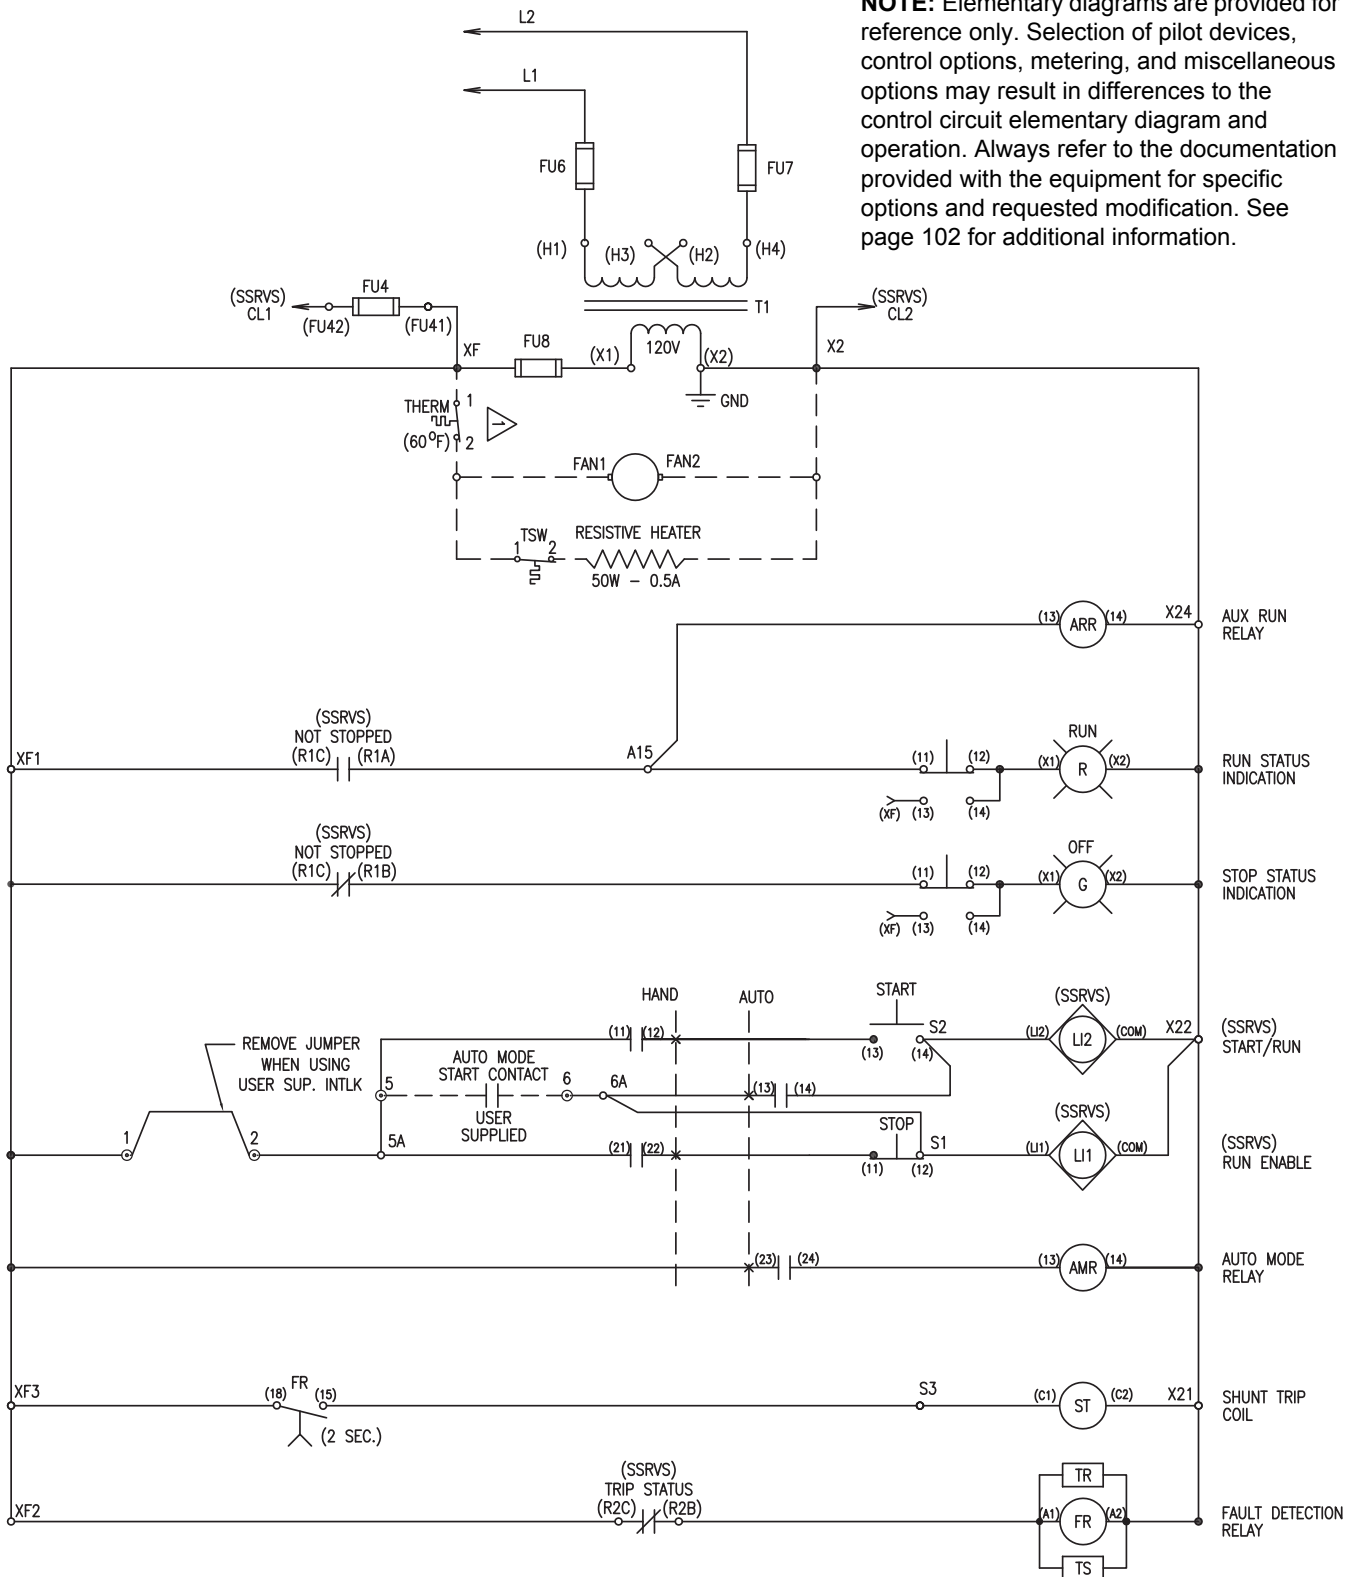 NOTE: Elementary diagrams are provided for
reference only. Selection of pilot devices,
control options, metering, and miscellaneous
options may result in differences to the
control circuit elementary diagram and
operation. Always refer to the documentation
provided with the equipment for specific
options and requested modification. See
page 102 for additional information.
L2
L1
FU6
FU7
(H1)
(H3)
(H2)
(H4)
T1
(SSRVS)
CL1
FU4
(FU42)
(FU41)
(SSRVS)
CL2
XF
FU8
(X1)
120V
(X2)
X2
GND
THERM
1
(60°F)
2
1
FAN1
FAN2
TSW
1
2
RESISTIVE HEATER
50W – 0.5A
(13)
ARR
(14)
X24
AUX RUN
RELAY
XF1
(SSRVS)
NOT STOPPED
(R1C)
(R1A)
A15
(11)
(12)
(XF)
(13)
(14)
RUN
(X1)
R
(X2)
RUN STATUS
INDICATION
(SSRVS)
NOT STOPPED
(R1C)
(R1B)
(11)
(12)
(XF)
(13)
(14)
OFF
(X1)
G
(X2)
STOP STATUS
INDICATION
HAND
AUTO
REMOVE JUMPER
WHEN USING
USER SUP. INTLK
1
2
(11)
(12)
START
(13)
S2
(14)
(SSRVS)
(LI2)
LI2
(COM)
X22
(SSRVS)
START/RUN
5
AUTO MODE
START CONTACT
USER
SUPPLIED
6
6A
(13)
(14)
5A
(21)
(22)
STOP
(11)
S1
(12)
(SSRVS)
(LI1)
LI1
(COM)
(SSRVS)
RUN ENABLE
(23)
(24)
(13)
AMR
(14)
AUTO MODE
RELAY
XF3
(18)
FR
(15)
(2 SEC.)
S3
(C1)
ST
(C2)
X21
SHUNT TRIP
COIL
XF2
(SSRVS)
TRIP STATUS
(R2C)
(R2B)
TR
(A1)
FR
(A2)
TS
FAULT DETECTION
RELAY